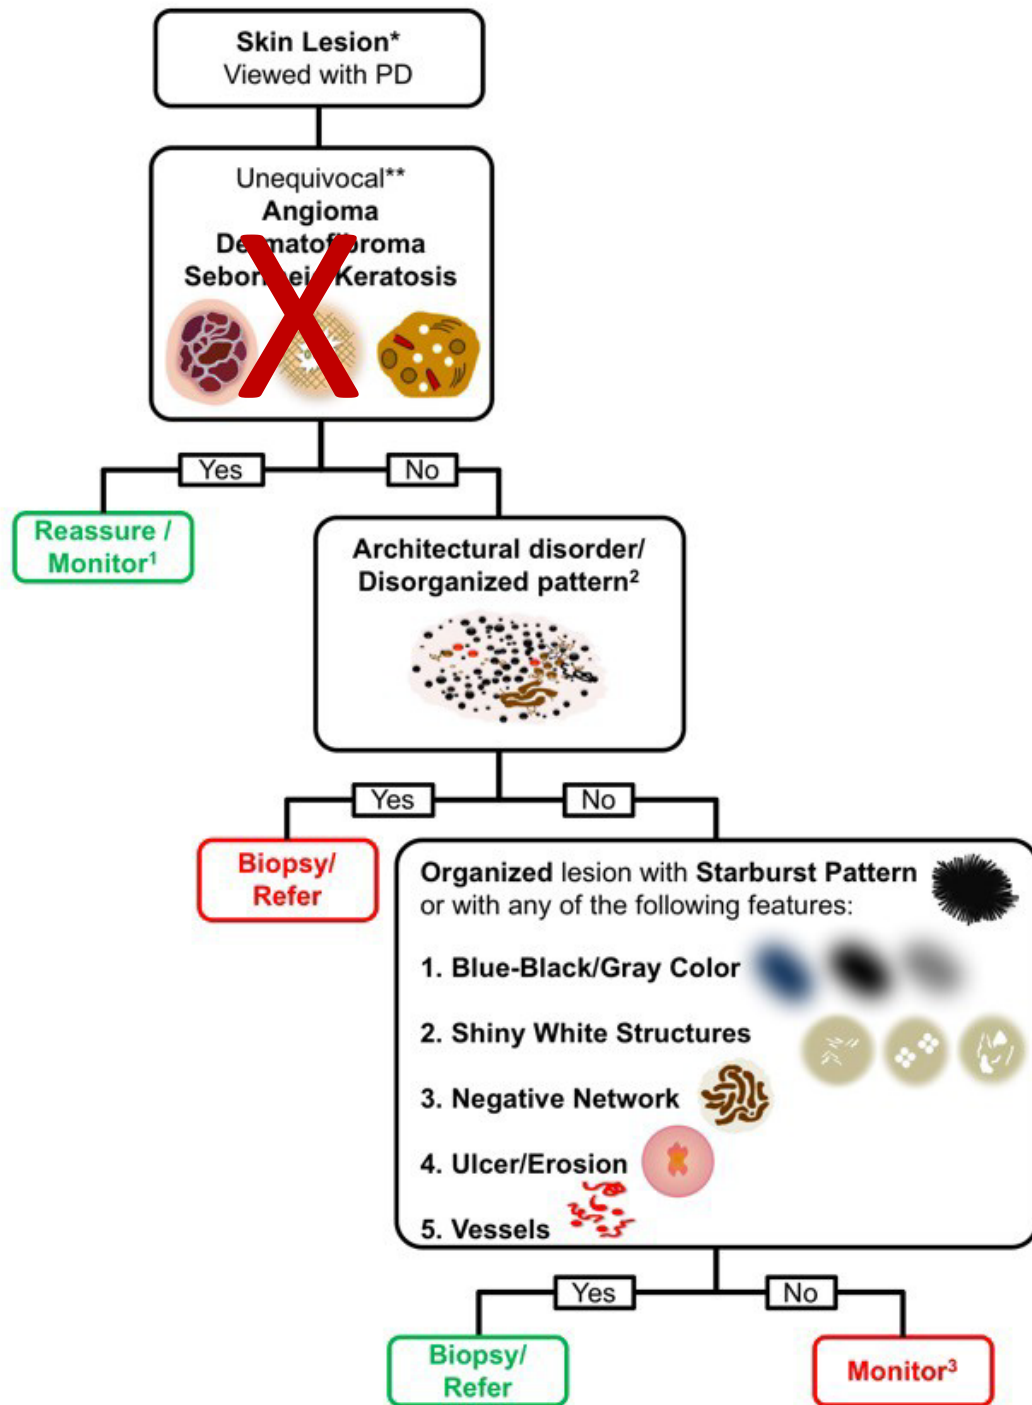 Skin Lesion*
Viewed with PD
Unequivocal**
Angioma
Dermatofibroma
Seborrheic Keratosis
Yes
No
Reassure /
Monitor¹
Architectural disorder/
Disorganized pattern²
Yes
No
Biopsy/
Refer
Organized lesion with Starburst Pattern
or with any of the following features:
1. Blue-Black/Gray Color
2. Shiny White Structures
3. Negative Network
4. Ulcer/Erosion
5. Vessels
Yes
No
Biopsy/
Refer
Monitor³